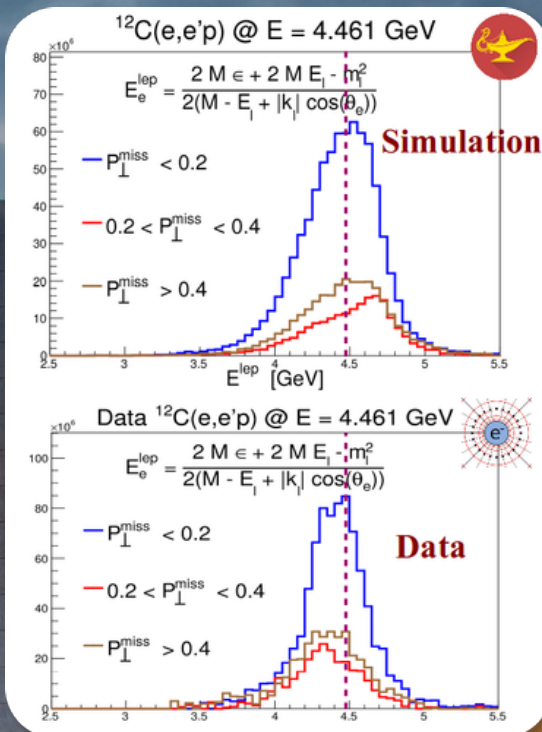 ¹²C(e,e'p) @ E = 4.461 GeV
×10⁶
80
E_e^lep = (2 M ϵ + 2 M E_l - m_l²) / (2(M - E_l + |k_l| cos(θ_e)))
70
Simulation
60
P_⊥^miss < 0.2
50
40
0.2 < P_⊥^miss < 0.4
30
P_⊥^miss > 0.4
20
10
0
2.5 3 3.5 4 4.5 5 5.5
E^lep [GeV]
Data ¹²C(e,e'p) @ E = 4.461 GeV
×10⁶
e⁻
100
E_e^lep = (2 M ϵ + 2 M E_l - m_l²) / (2(M - E_l + |k_l| cos(θ_e)))
80
P_⊥^miss < 0.2
Data
60
0.2 < P_⊥^miss < 0.4
40
P_⊥^miss > 0.4
20
0
2.5 3 3.5 4 4.5 5 5.5